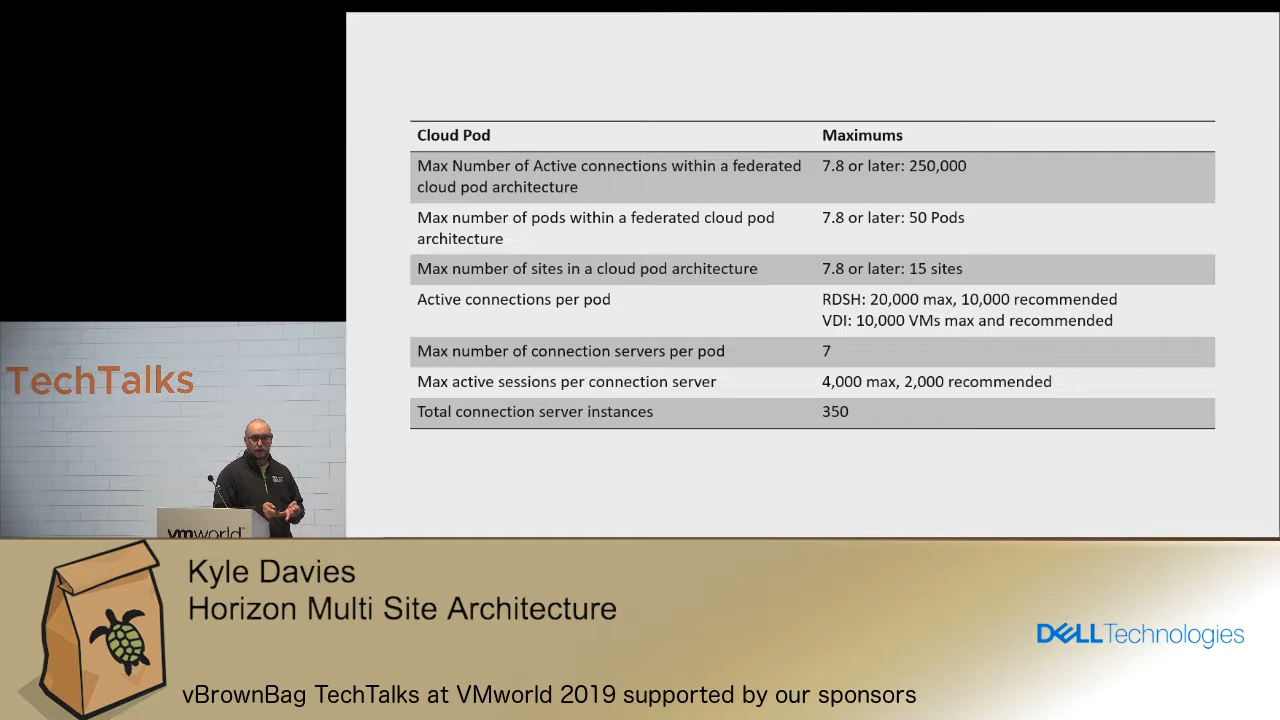 Cloud Pod Maximums
Max Number of Active connections within a federated 7.8 or later: 250,000
cloud pod architecture
Max number of pods within a federated cloud pod 7.8 or later: 50 Pods
architecture
Max number of sites in a cloud pod architecture 7.8 or later: 15 sites
Active connections per pod RDSH: 20,000 max, 10,000 recommended
VDI: 10,000 VMs max and recommended
Max number of connection servers per pod 7
Max active sessions per connection server 4,000 max, 2,000 recommended
Total connection server instances 350
TechTalks
vmworld
Kyle Davies
Horizon Multi Site Architecture
DELL Technologies
vBrownBag TechTalks at VMworld 2019 supported by our sponsors